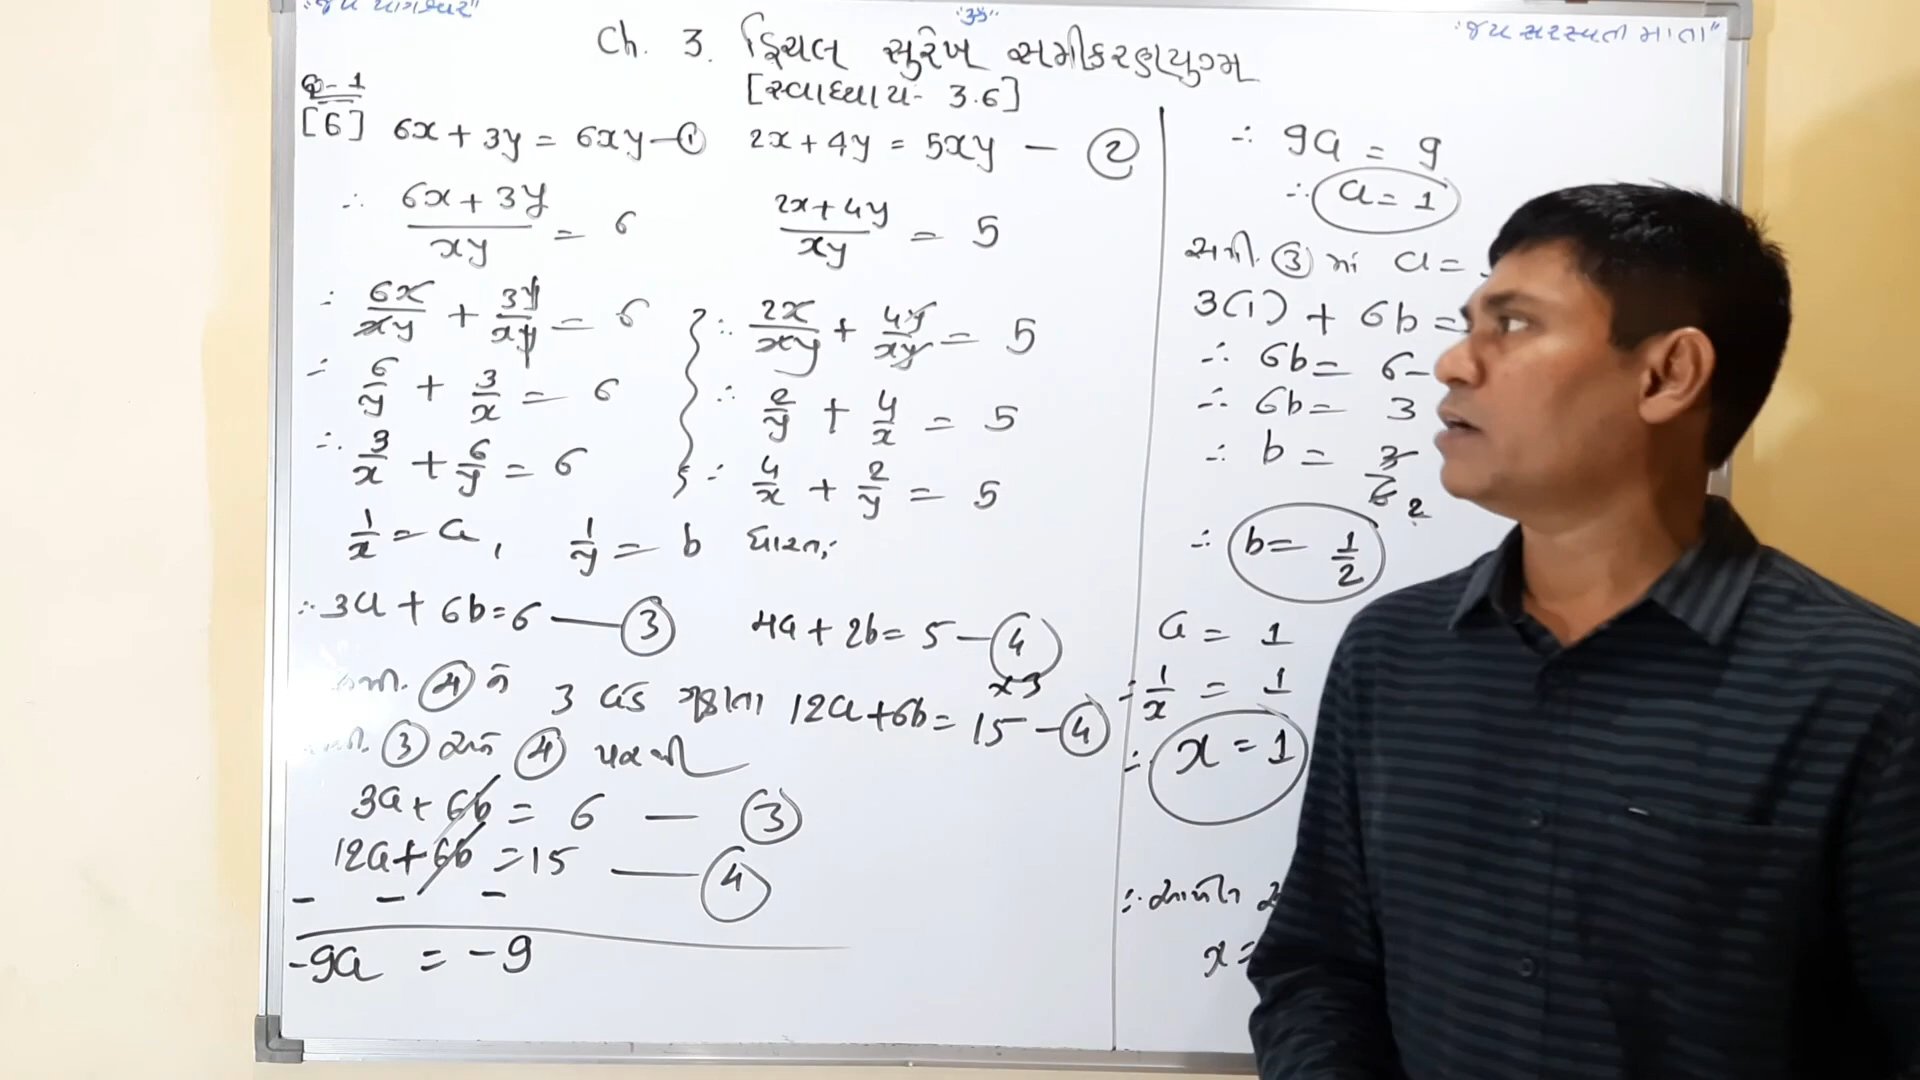 "ૐ"
:જય સરસ્વતી માતા"
Ch. 3. દ્વિચલ સુરેખ સમીકરણયુગ્મ
[સ્વાધ્યાય- 3.6]
પ્ર-1
[6] 6x + 3y = 6xy — ① 2x + 4y = 5xy — ②
∴ 6x + 3y / xy = 6 2x + 4y / xy = 5
∴ 6x/xy + 3y/xy = 6 ∴ 2x/xy + 4y/xy = 5
∴ 6/y + 3/x = 6 ∴ 2/y + 4/x = 5
∴ 3/x + 6/y = 6 ∴ 4/x + 2/y = 5
1/x = a, 1/y = b ધારતાં,
∴ 3a + 6b = 6 — ③ 4a + 2b = 5 — ④
×3
④ ને 3 વડે ગુણતા 12a + 6b = 15 — ④
③ અને ④ પરથી
3a + 6b = 6 — ③
12a + 6b = 15 — ④
- - -
-9a = -9
∴ 9a = 9
∴ a = 1
સમી. ③ માં a =
3(1) + 6b =
∴ 6b = 6 -
∴ 6b = 3
∴ b = 3/6 2
∴ b = 1/2
a = 1
∴ 1/x = 1
∴ x = 1
∴ આપેલ
x =